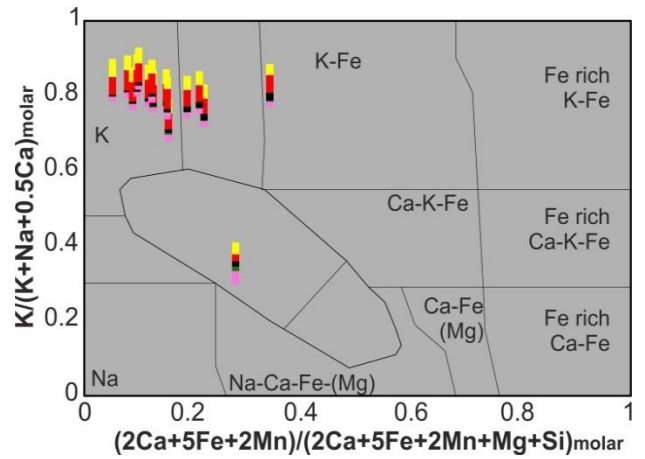 1
K-Fe
Fe rich
K-Fe
0.8
K
0.6
Ca-K-Fe
Fe rich
Ca-K-Fe
0.4
Ca-Fe
(Mg)
Fe rich
Ca-Fe
0.2
Na
Na-Ca-Fe-(Mg)
0
K/(K+Na+0.5Ca)molar
0 0.2 0.4 0.6 0.8 1
(2Ca+5Fe+2Mn)/(2Ca+5Fe+2Mn+Mg+Si)molar